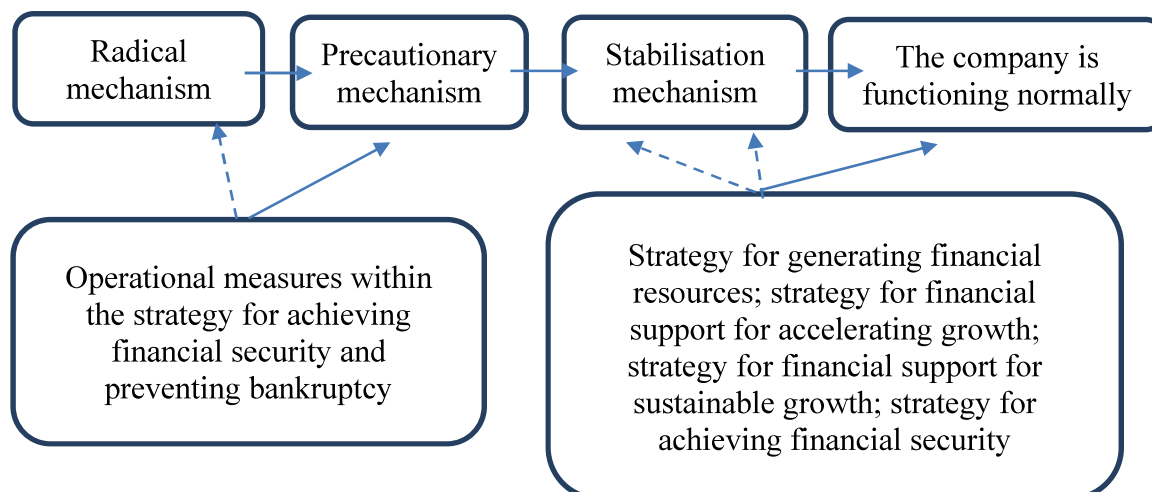 Radical
mechanism
Precautionary
mechanism
Stabilisation
mechanism
The company is
functioning normally
Operational measures within
the strategy for achieving
financial security and
preventing bankruptcy
Strategy for generating financial
resources; strategy for financial
support for accelerating growth;
strategy for financial support for
sustainable growth; strategy for
achieving financial security